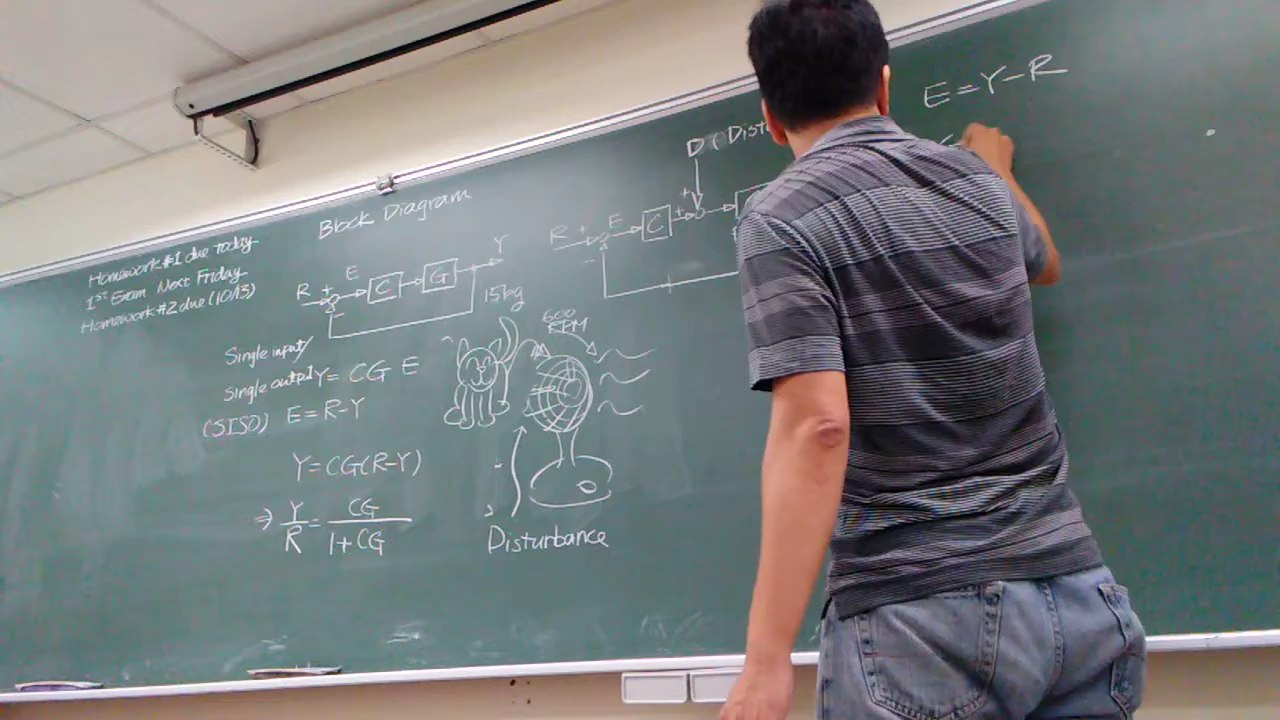 Homework #1 due today
1st Exam Next Friday
Homework #2 due (10/13)
Block Diagram
R + E C G Y
-
Single input/
Single output
(SISO)
Y = CG E
E = R-Y
Y = CG(R-Y)
⇒ Y/R = CG/1+CG
15kg
600
RPM
Disturbance
D (Dist
R + E C + +
-
E = Y-R